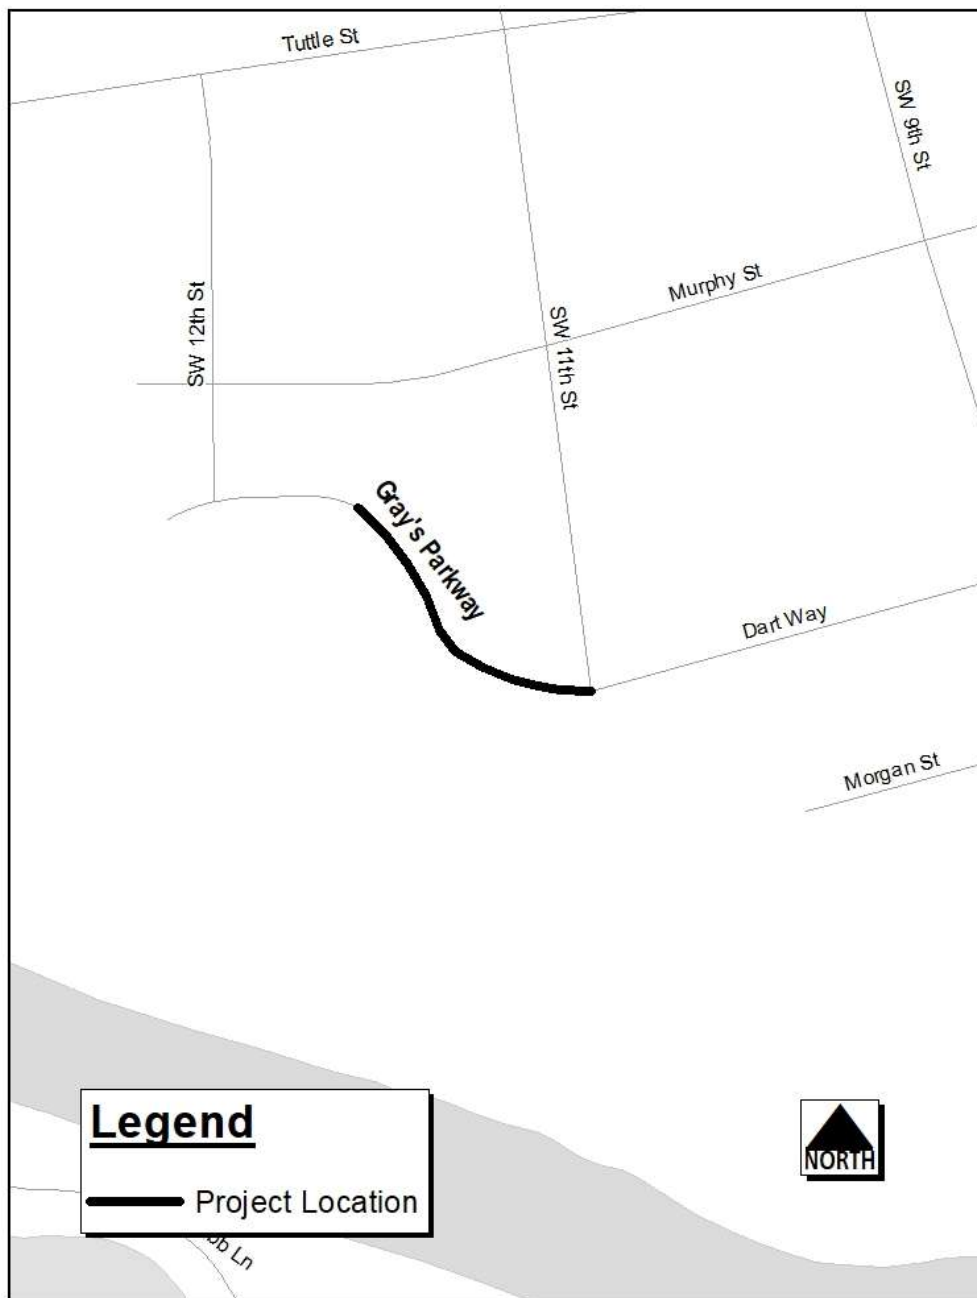 Tuttle St
SW 9th St
Murphy St
SW 12th St
SW 11th St
Gray's Parkway
Dart Way
Morgan St
Legend
NORTH
Project Location
Ln